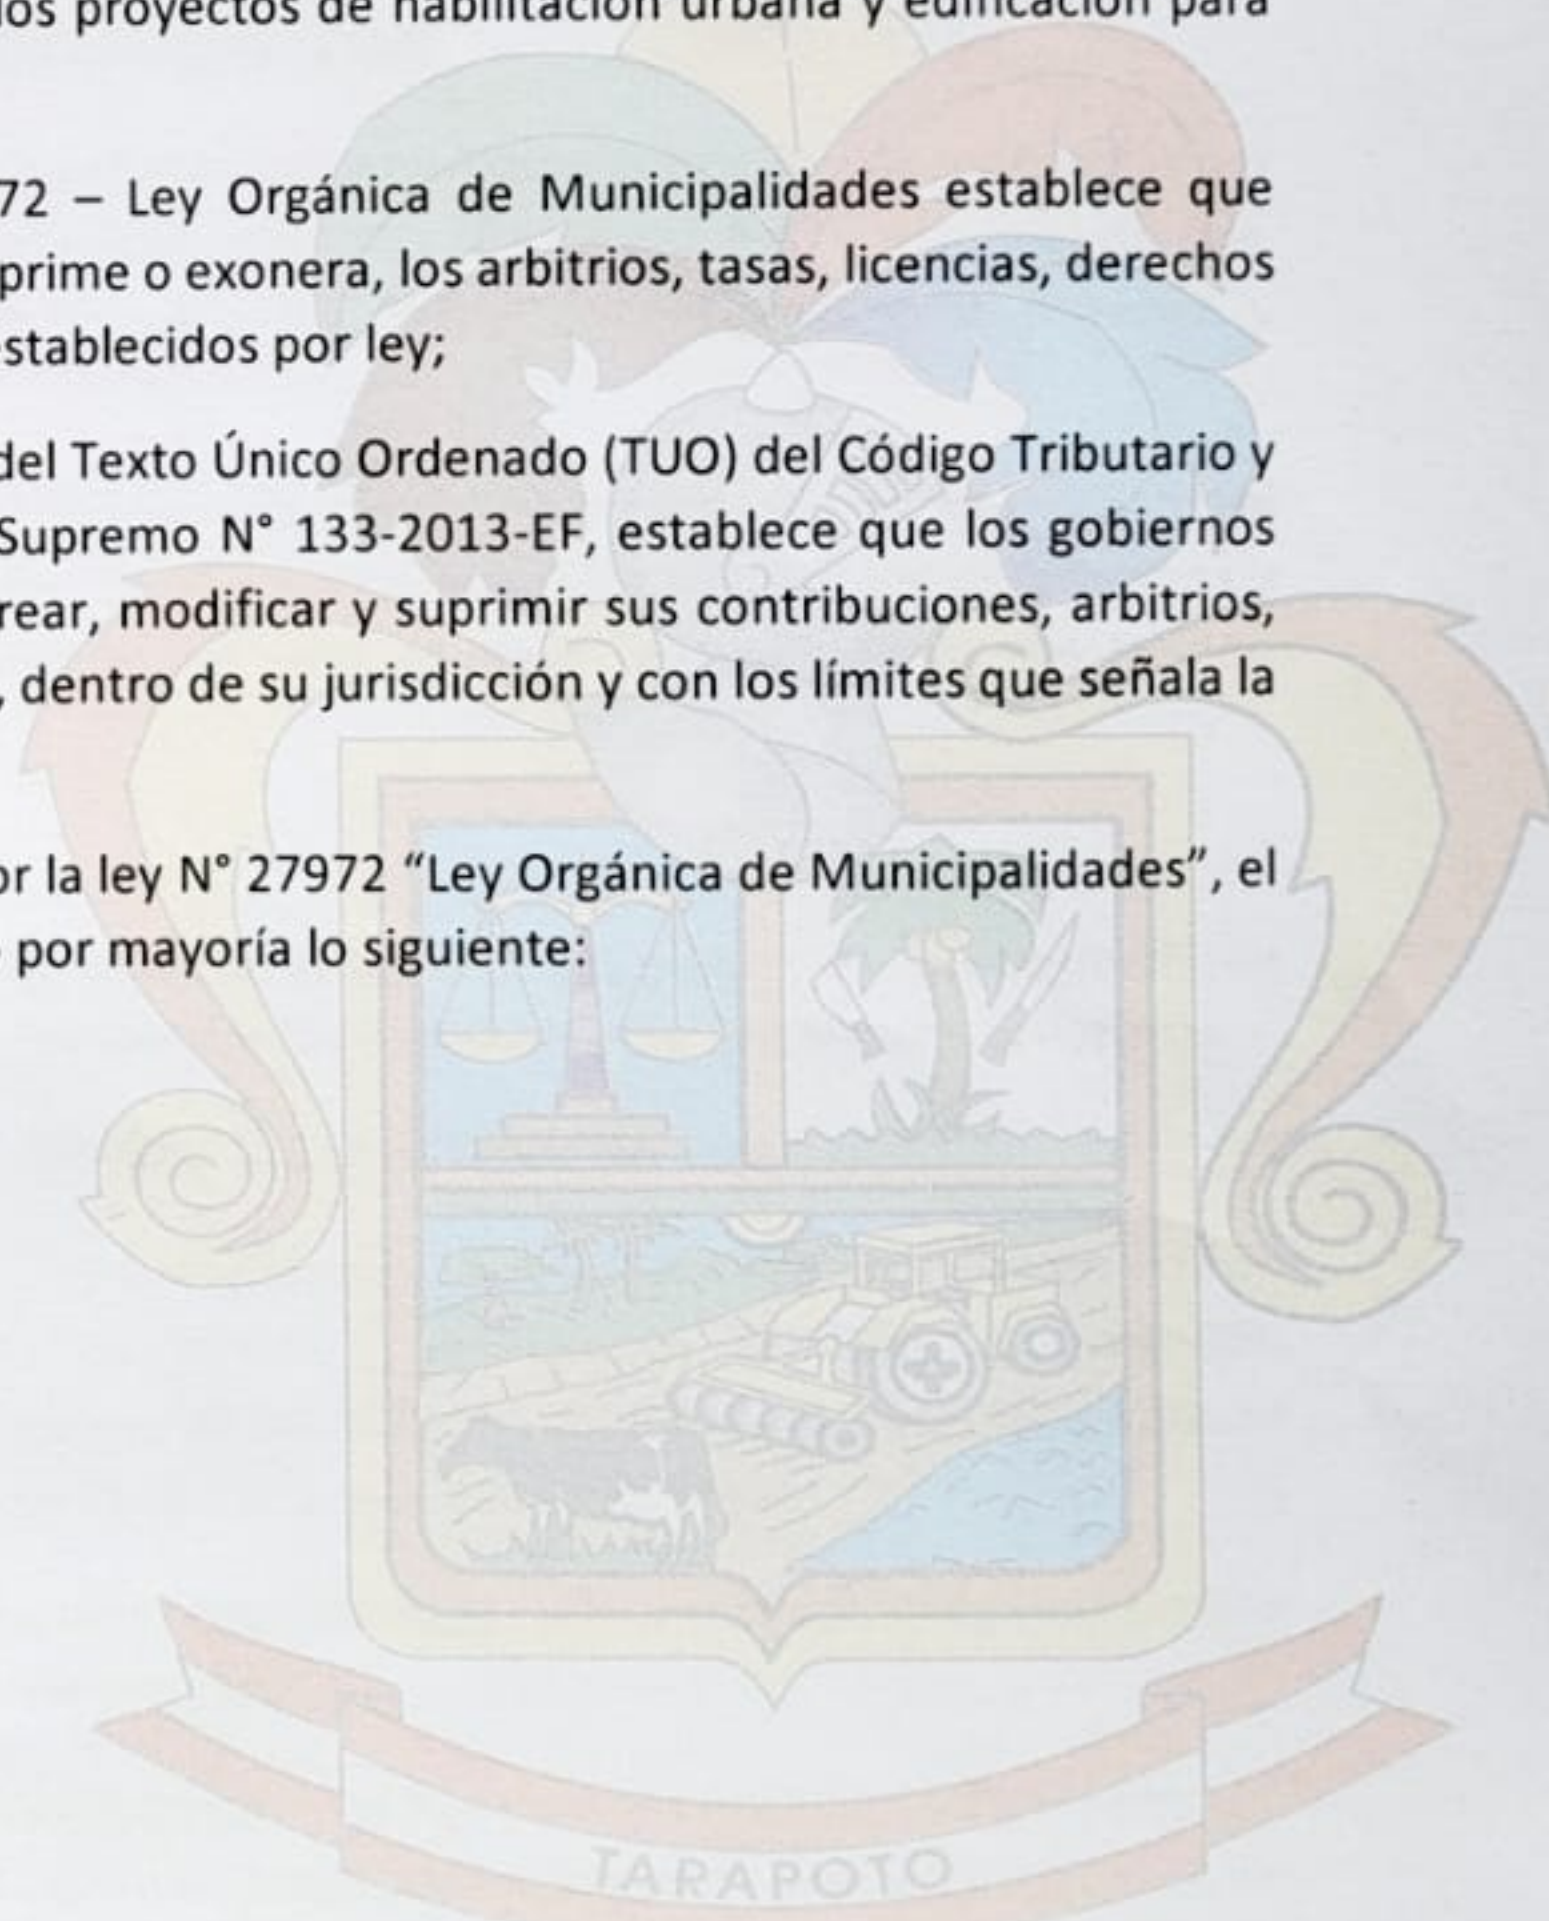 los proyectos de habilitación urbana y edificación para
72 – Ley Orgánica de Municipalidades establece que
prime o exonera, los arbitrios, tasas, licencias, derechos
establecidos por ley;
del Texto Único Ordenado (TUO) del Código Tributario y
Supremo N° 133-2013-EF, establece que los gobiernos
rear, modificar y suprimir sus contribuciones, arbitrios,
, dentro de su jurisdicción y con los límites que señala la
or la ley N° 27972 “Ley Orgánica de Municipalidades”, el
por mayoría lo siguiente:
TARAPOTO